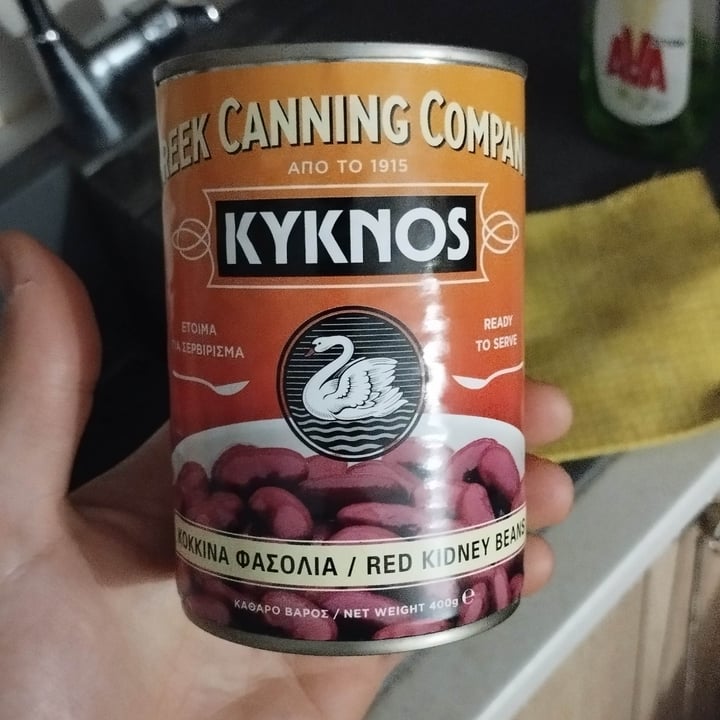 REEK CANNING COMPAN
ΑΠΟ ΤΟ 1915
KYKNOS
ΕΤΟΙΜΑ
ΓΙΑ ΣΕΡΒΙΡΙΣΜΑ
READY
TO SERVE
ΚΟΚΚΙΝΑ ΦΑΣΟΛΙΑ / RED KIDNEY BEANS
ΚΑΘΑΡΟ ΒΑΡΟΣ / NET WEIGHT 400g ℮
AVA